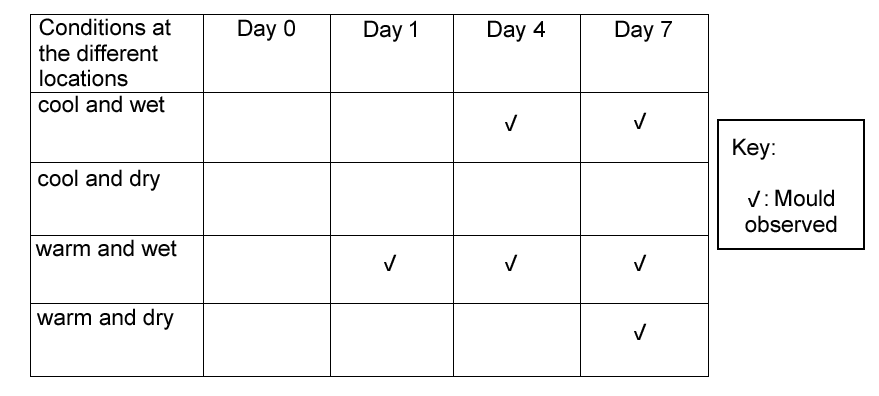 Conditions at Day 0 Day 1 Day 4 Day 7
the different
locations
cool and wet
√ √
cool and dry
warm and wet
√ √ √
warm and dry
√
Key:
√: Mould
observed